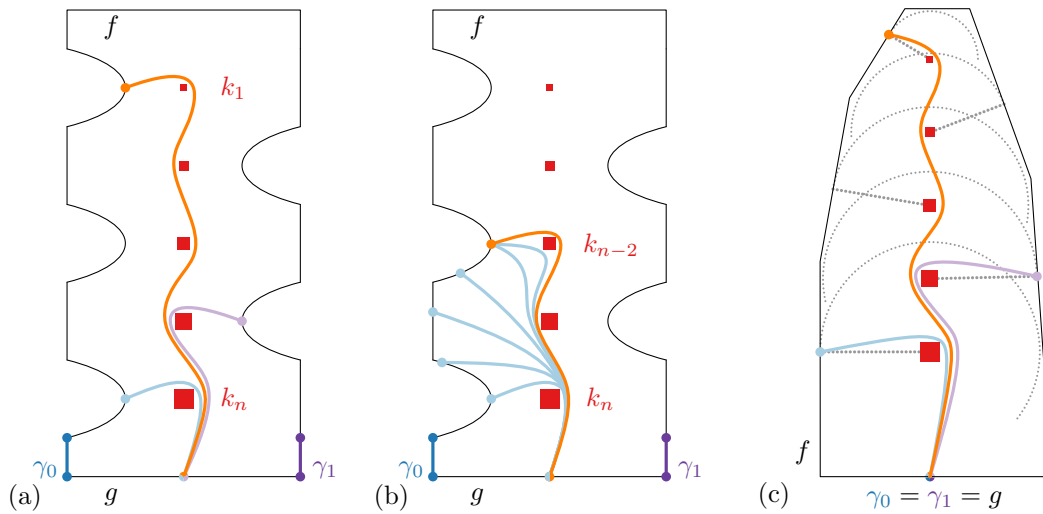 f
k₁
kₙ
γ₀
γ₁
g
(a)
f
kₙ₋₂
kₙ
γ₀
γ₁
g
(b)
f
γ₀ = γ₁ = g
(c)